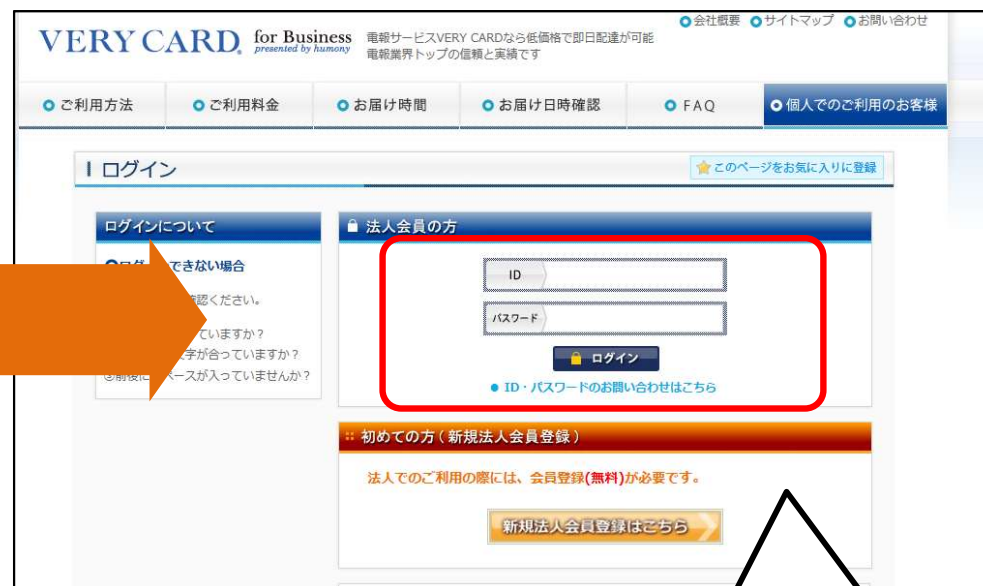 会社概要 サイトマップ お問い合わせ
VERY CARD® for Business
presented by humony
電報サービスVERY CARDなら低価格で即日配達が可能
電報業界トップの信頼と実績です
ご利用方法 ご利用料金 お届け時間 お届け日時確認 FAQ 個人でのご利用のお客様
ログイン
このページをお気に入りに登録
ログインについて
できない場合
認ください。
ていますか?
字が合っていますか?
ースが入っていませんか?
法人会員の方
ID
パスワード
ログイン
ID・パスワードのお問い合わせはこちら
初めての方(新規法人会員登録)
法人でのご利用の際には、会員登録(無料)が必要です。
新規法人会員登録はこちら